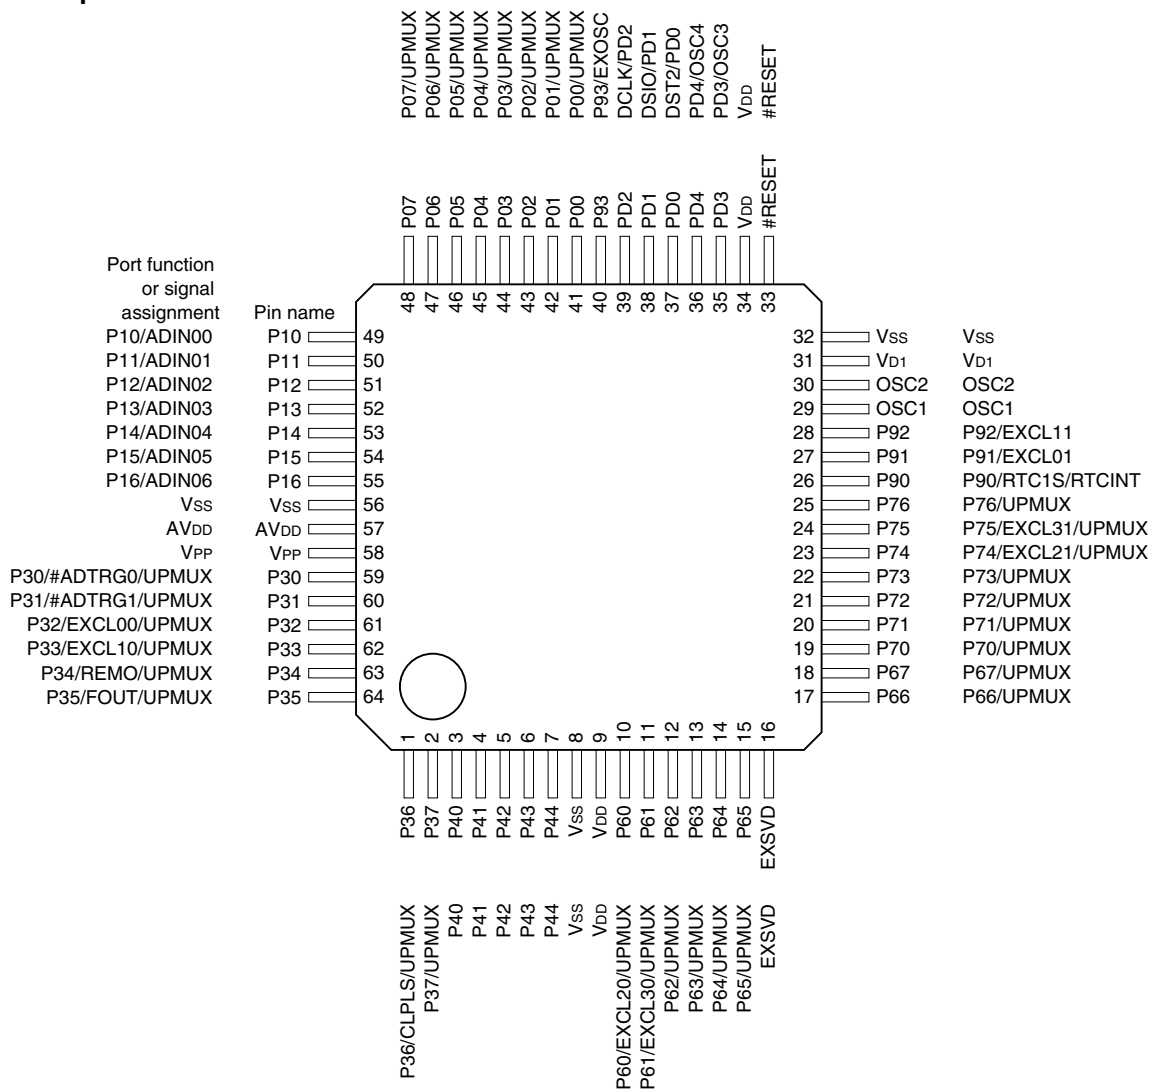 P07/UPMUX
P06/UPMUX
P05/UPMUX
P04/UPMUX
P03/UPMUX
P02/UPMUX
P01/UPMUX
P00/UPMUX
P93/EXOSC
DCLK/PD2
DSIO/PD1
DST2/PD0
PD4/OSC4
PD3/OSC3
VDD
#RESET
P07
P06
P05
P04
P03
P02
P01
P00
P93
PD2
PD1
PD0
PD4
PD3
VDD
#RESET
48
47
46
45
44
43
42
41
40
39
38
37
36
35
34
33
Port function
or signal
assignment Pin name
P10/ADIN00 P10 49
P11/ADIN01 P11 50
P12/ADIN02 P12 51
P13/ADIN03 P13 52
P14/ADIN04 P14 53
P15/ADIN05 P15 54
P16/ADIN06 P16 55
VSS VSS 56
AVDD AVDD 57
VPP VPP 58
P30/#ADTRG0/UPMUX P30 59
P31/#ADTRG1/UPMUX P31 60
P32/EXCL00/UPMUX P32 61
P33/EXCL10/UPMUX P33 62
P34/REMO/UPMUX P34 63
P35/FOUT/UPMUX P35 64
32 VSS VSS
31 VD1 VD1
30 OSC2 OSC2
29 OSC1 OSC1
28 P92 P92/EXCL11
27 P91 P91/EXCL01
26 P90 P90/RTC1S/RTCINT
25 P76 P76/UPMUX
24 P75 P75/EXCL31/UPMUX
23 P74 P74/EXCL21/UPMUX
22 P73 P73/UPMUX
21 P72 P72/UPMUX
20 P71 P71/UPMUX
19 P70 P70/UPMUX
18 P67 P67/UPMUX
17 P66 P66/UPMUX
1
2
3
4
5
6
7
8
9
10
11
12
13
14
15
16
P36
P37
P40
P41
P42
P43
P44
VSS
VDD
P60
P61
P62
P63
P64
P65
EXSVD
P36/CLPLS/UPMUX
P37/UPMUX
P40
P41
P42
P43
P44
VSS
VDD
P60/EXCL20/UPMUX
P61/EXCL30/UPMUX
P62/UPMUX
P63/UPMUX
P64/UPMUX
P65/UPMUX
EXSVD